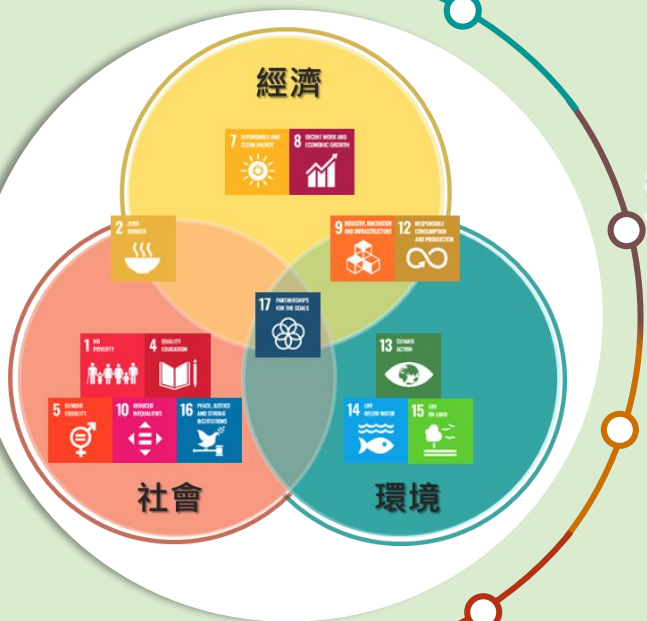 經濟
7 AFFORDABLE AND
CLEAN ENERGY
8 DECENT WORK AND
ECONOMIC GROWTH
2 ZERO
HUNGER
9 INDUSTRY, INNOVATION
AND INFRASTRUCTURE
12 RESPONSIBLE
CONSUMPTION
AND PRODUCTION
17 PARTNERSHIPS
FOR THE GOALS
1 NO
POVERTY
4 QUALITY
EDUCATION
13 CLIMATE
ACTION
5 GENDER
EQUALITY
10 REDUCED
INEQUALITIES
16 PEACE, JUSTICE
AND STRONG
INSTITUTIONS
14 LIFE
BELOW WATER
15 LIFE
ON LAND
社會
環境